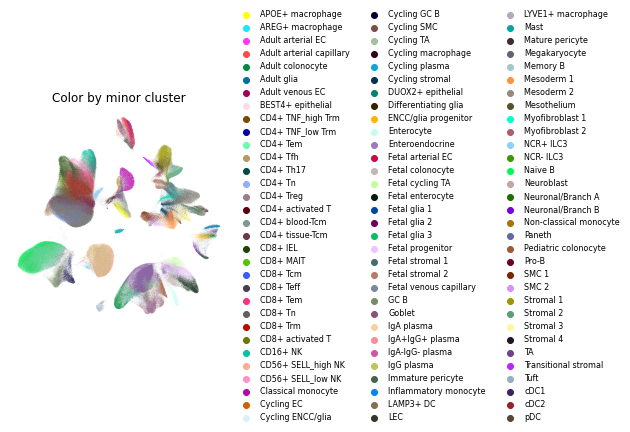 Color by minor cluster
APOE+ macrophage
AREG+ macrophage
Adult arterial EC
Adult arterial capillary
Adult colonocyte
Adult glia
Adult venous EC
BEST4+ epithelial
CD4+ TNF_high Trm
CD4+ TNF_low Trm
CD4+ Tem
CD4+ Tfh
CD4+ Th17
CD4+ Tn
CD4+ Treg
CD4+ activated T
CD4+ blood-Tcm
CD4+ tissue-Tcm
CD8+ IEL
CD8+ MAIT
CD8+ Tcm
CD8+ Teff
CD8+ Tem
CD8+ Tn
CD8+ Trm
CD8+ activated T
CD16+ NK
CD56+ SELL_high NK
CD56+ SELL_low NK
Classical monocyte
Cycling EC
Cycling ENCC/glia
Cycling GC B
Cycling SMC
Cycling TA
Cycling macrophage
Cycling plasma
Cycling stromal
DUOX2+ epithelial
Differentiating glia
ENCC/glia progenitor
Enterocyte
Enteroendocrine
Fetal arterial EC
Fetal colonocyte
Fetal cycling TA
Fetal enterocyte
Fetal glia 1
Fetal glia 2
Fetal glia 3
Fetal progenitor
Fetal stromal 1
Fetal stromal 2
Fetal venous capillary
GC B
Goblet
IgA plasma
IgA+IgG+ plasma
IgA-IgG- plasma
IgG plasma
Immature pericyte
Inflammatory monocyte
LAMP3+ DC
LEC
LYVE1+ macrophage
Mast
Mature pericyte
Megakaryocyte
Memory B
Mesoderm 1
Mesoderm 2
Mesothelium
Myofibroblast 1
Myofibroblast 2
NCR+ ILC3
NCR- ILC3
Naive B
Neuroblast
Neuronal/Branch A
Neuronal/Branch B
Non-classical monocyte
Paneth
Pediatric colonocyte
Pro-B
SMC 1
SMC 2
Stromal 1
Stromal 2
Stromal 3
Stromal 4
TA
Transitional stromal
Tuft
cDC1
cDC2
pDC